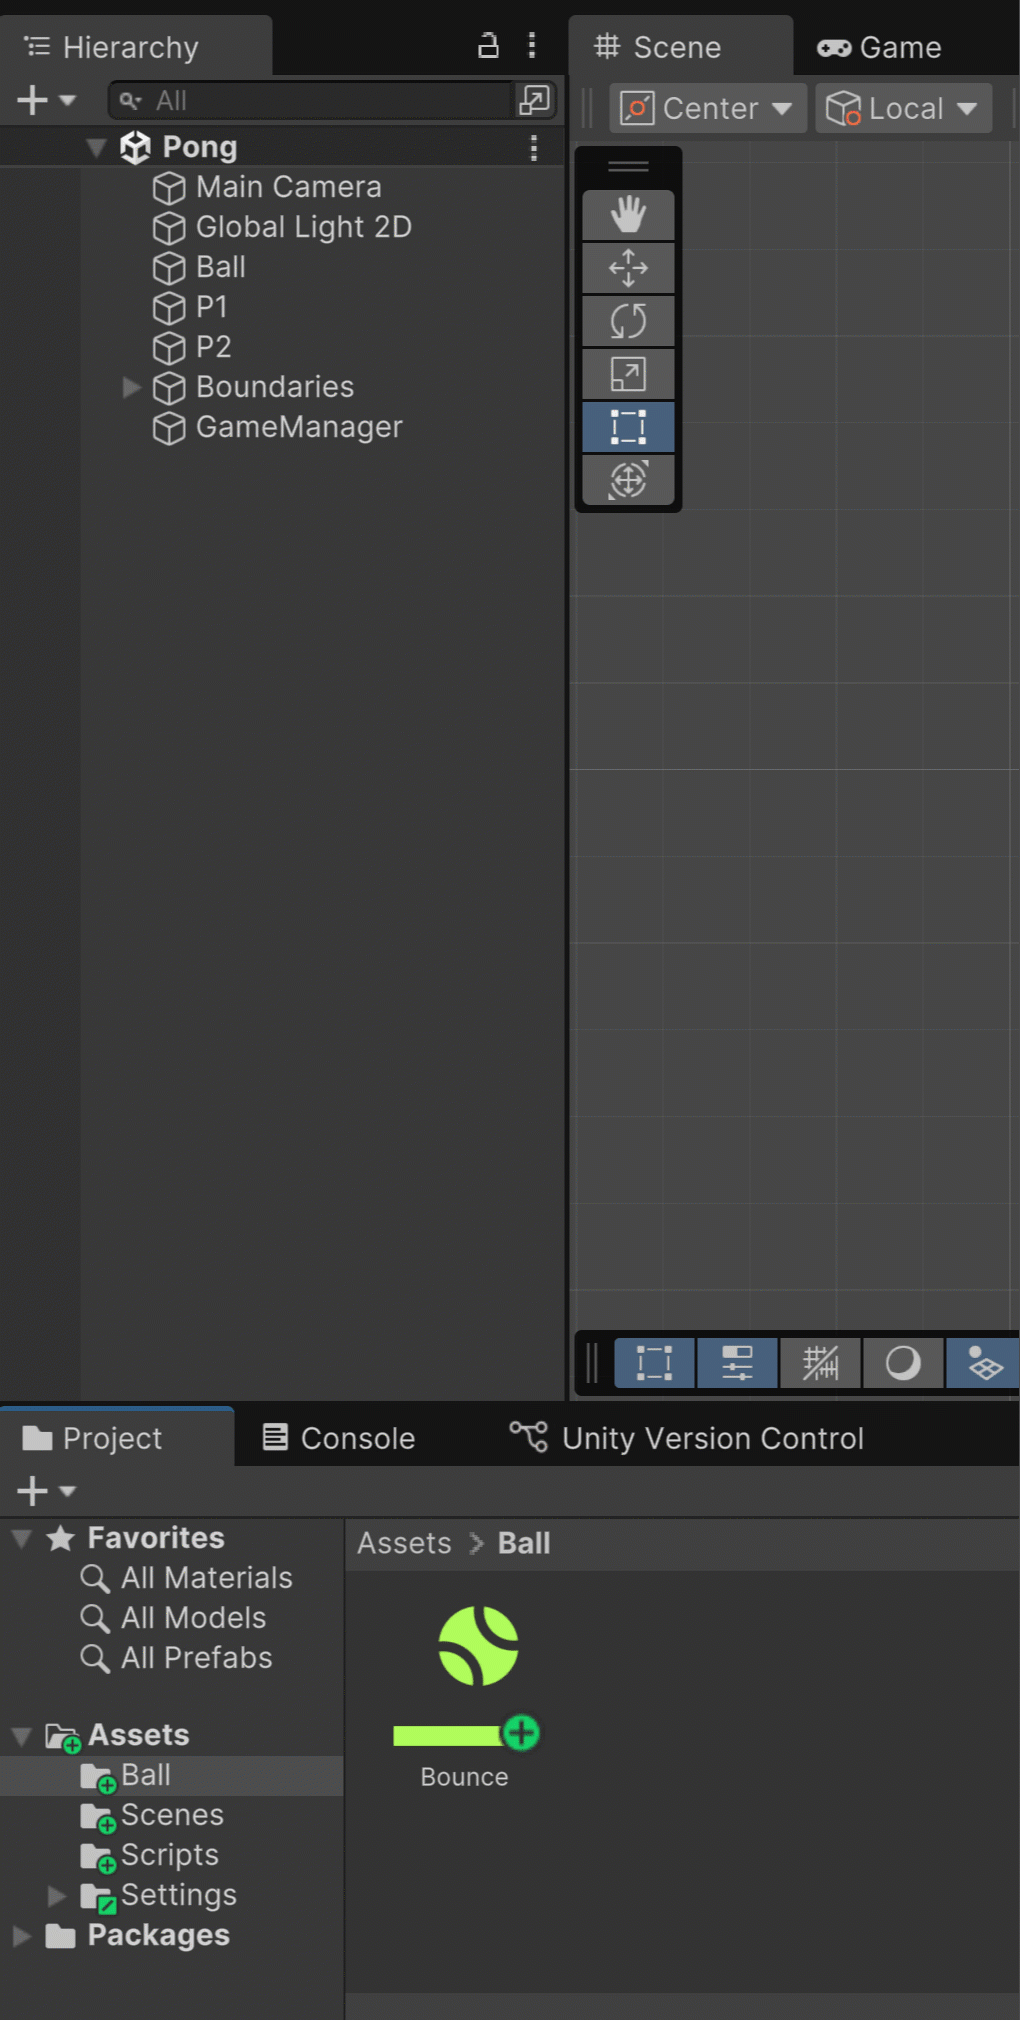 Hierarchy
All
Pong
Main Camera
Global Light 2D
Ball
P1
P2
Boundaries
GameManager
Scene
Game
Center
Local
Project
Console
Unity Version Control
Favorites
All Materials
All Models
All Prefabs
Assets
Ball
Scenes
Scripts
Settings
Packages
Assets > Ball
Bounce